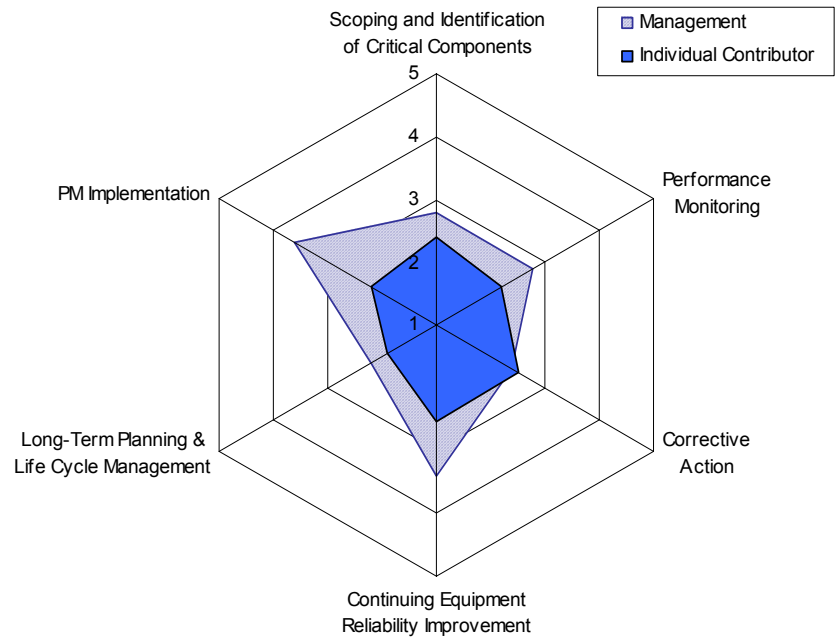 Scoping and Identification
of Critical Components
Management
Individual Contributor
5
4
3
2
1
PM Implementation
Performance
Monitoring
Long-Term Planning &
Life Cycle Management
Corrective
Action
Continuing Equipment
Reliability Improvement